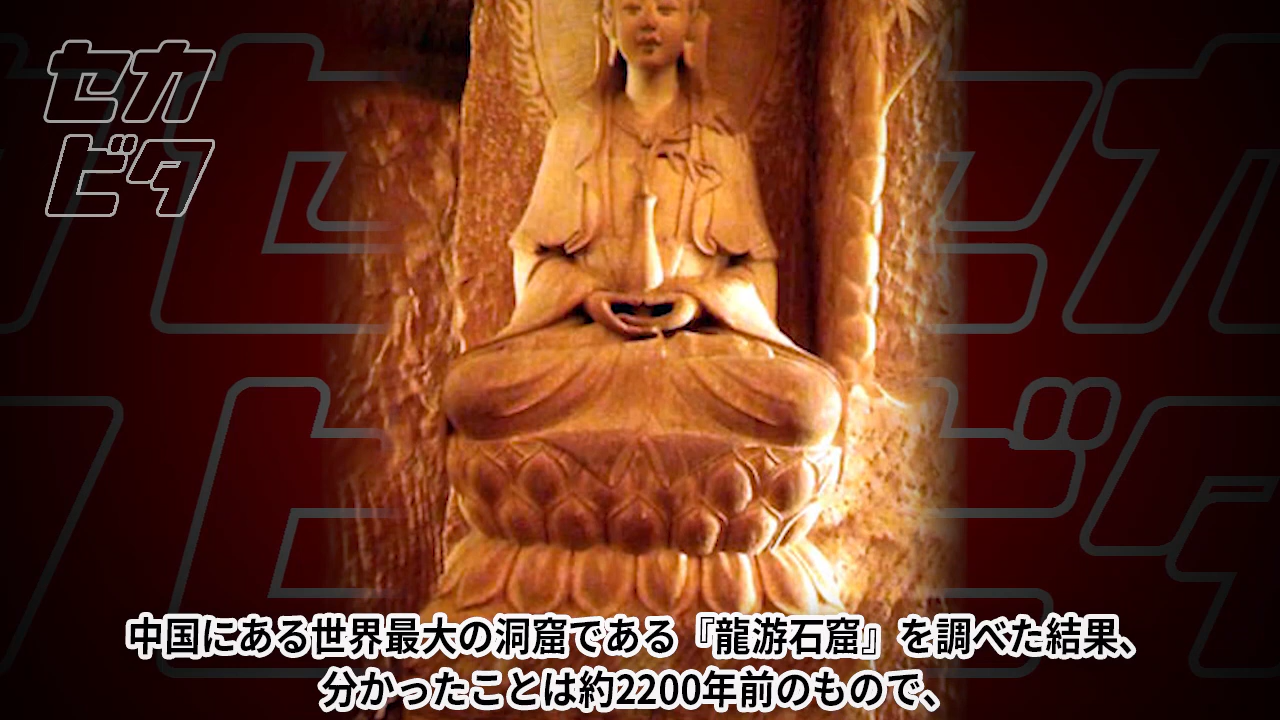 セカ
ビタ
中国にある世界最大の洞窟である『龍游石窟』を調べた結果、
分かったことは約2200年前のもので、